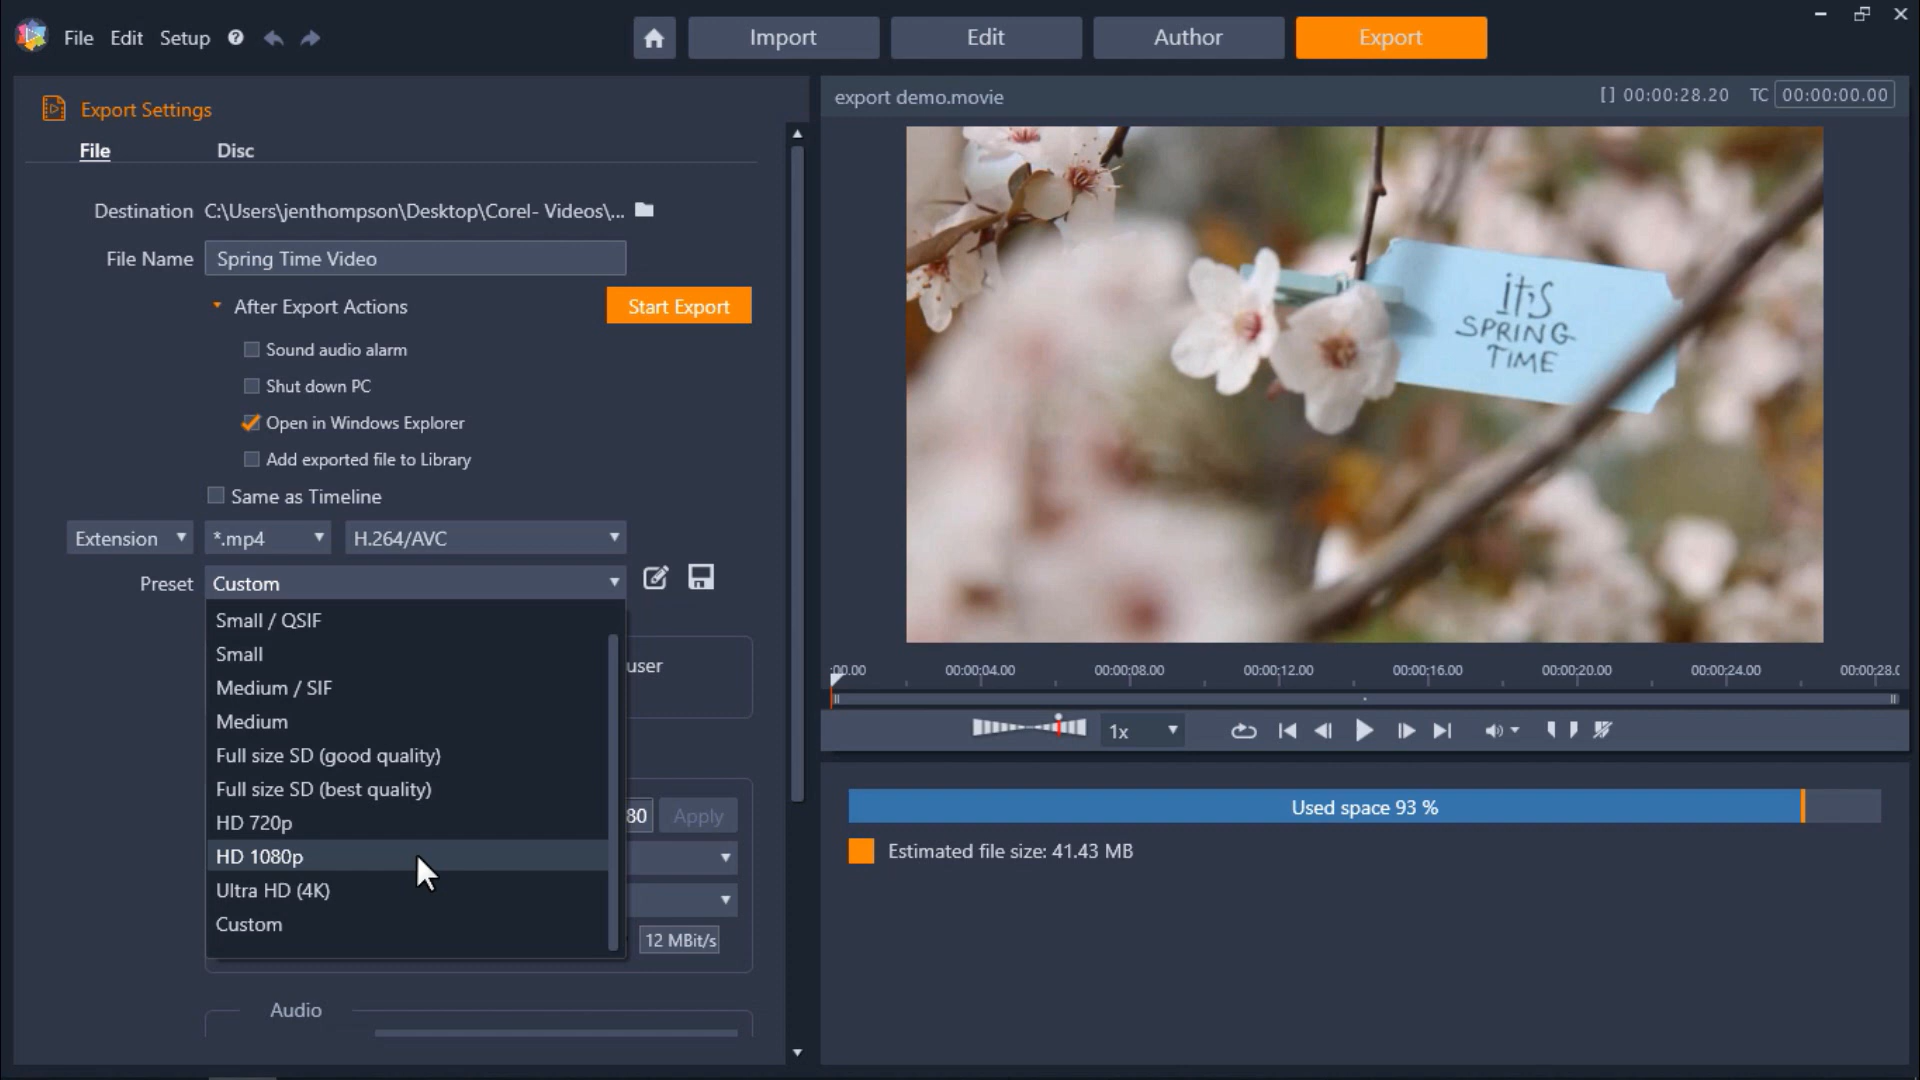 File Edit Setup ?
Import Edit Author Export
Export Settings
File Disc
Destination C:\Users\jenthompson\Desktop\Corel- Videos\...
File Name Spring Time Video
After Export Actions Start Export
Sound audio alarm
Shut down PC
Open in Windows Explorer
Add exported file to Library
Same as Timeline
Extension *.mp4 H.264/AVC
Preset Custom
Small / QSIF
Small
user
Medium / SIF
Medium
Full size SD (good quality)
Full size SD (best quality)
HD 720p
80 Apply
HD 1080p
Ultra HD (4K)
Custom
12 MBit/s
Audio
export demo.movie [] 00:00:28.20 TC 00:00:00.00
IT'S
SPRING
TIME
:00.00 00:00:04.00 00:00:08.00 00:00:12.00 00:00:16.00 00:00:20.00 00:00:24.00 00:00:28.0
1x
Used space 93 %
Estimated file size: 41.43 MB